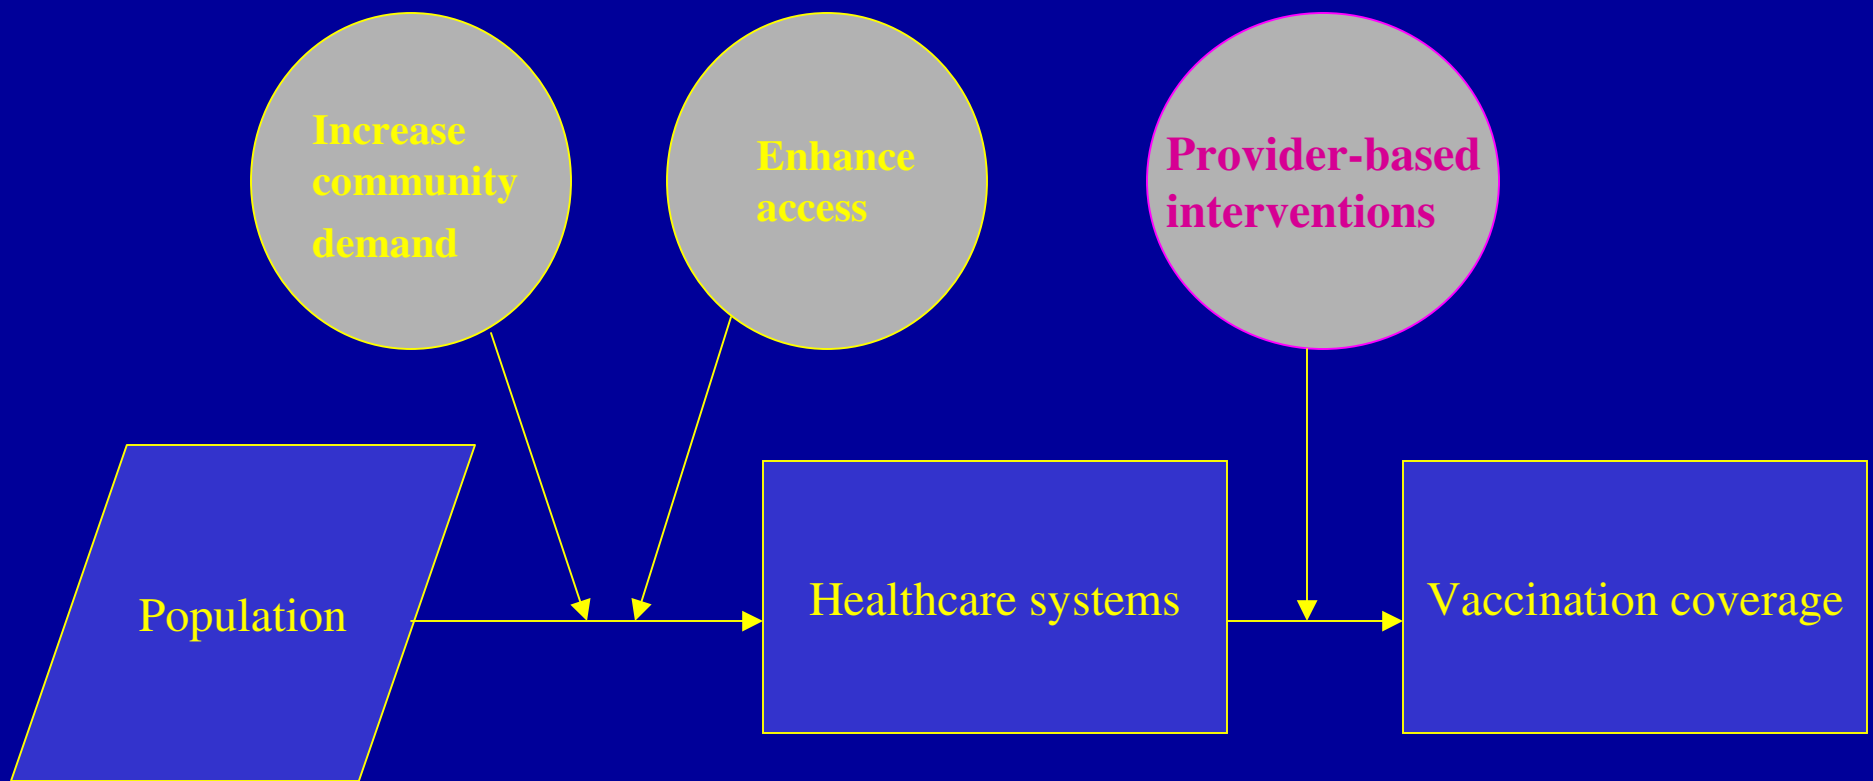 Increase
community
demand
Enhance
access
Provider-based
interventions
Population
Healthcare systems
Vaccination coverage